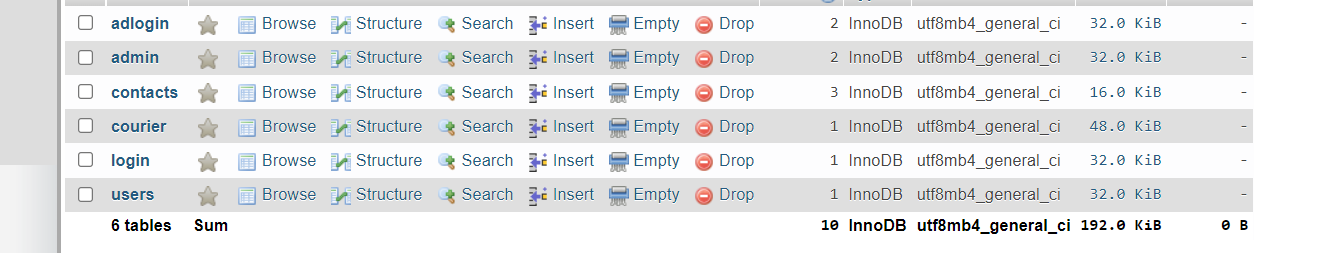 adlogin Browse Structure Search Insert Empty Drop 2 InnoDB utf8mb4_general_ci 32.0 KiB -
admin Browse Structure Search Insert Empty Drop 2 InnoDB utf8mb4_general_ci 32.0 KiB -
contacts Browse Structure Search Insert Empty Drop 3 InnoDB utf8mb4_general_ci 16.0 KiB -
courier Browse Structure Search Insert Empty Drop 1 InnoDB utf8mb4_general_ci 48.0 KiB -
login Browse Structure Search Insert Empty Drop 1 InnoDB utf8mb4_general_ci 32.0 KiB -
users Browse Structure Search Insert Empty Drop 1 InnoDB utf8mb4_general_ci 32.0 KiB -
6 tables Sum 10 InnoDB utf8mb4_general_ci 192.0 KiB 0 B